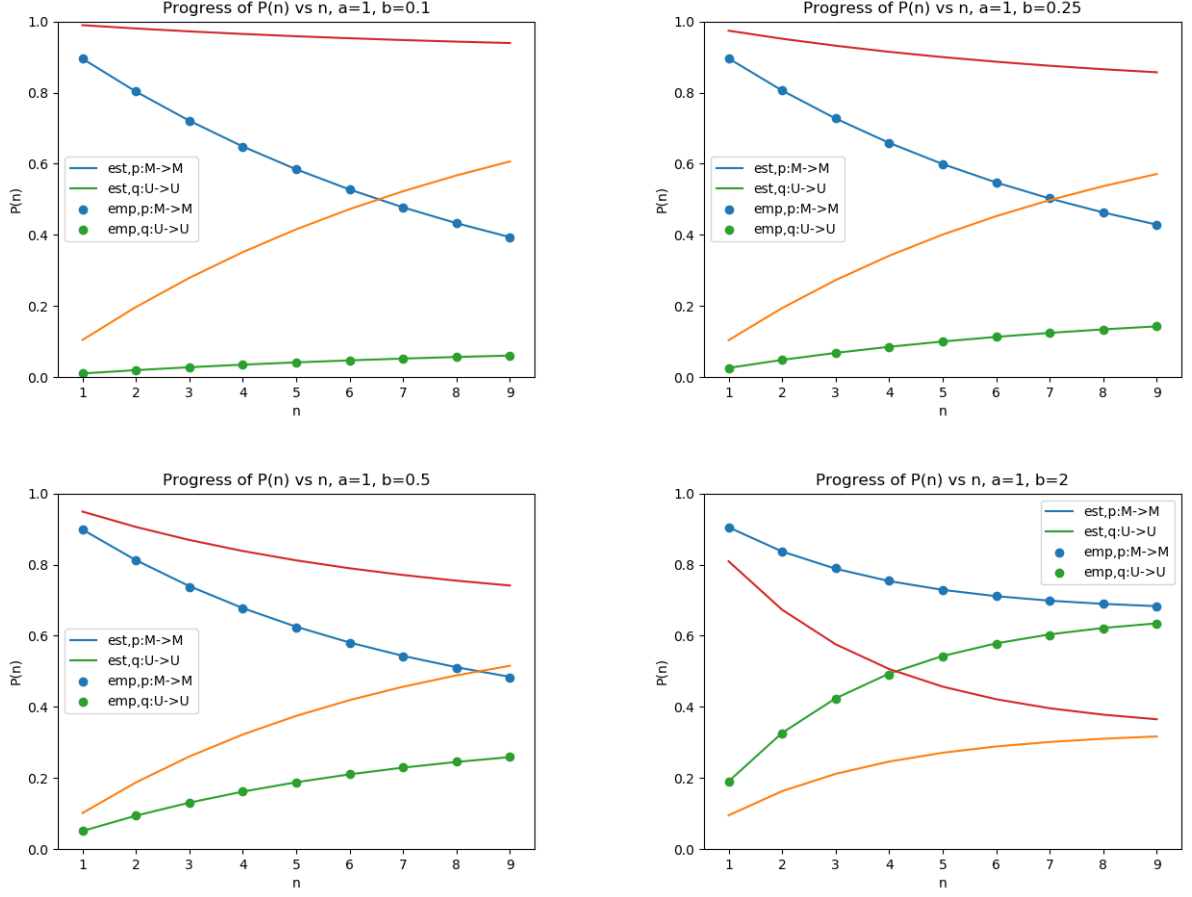 Progress of P(n) vs n, a=1, b=0.1
1.0
0.8
0.6
0.4
0.2
0.0
P(n)
est,p:M->M
est,q:U->U
emp,p:M->M
emp,q:U->U
1 2 3 4 5 6 7 8 9
n
Progress of P(n) vs n, a=1, b=0.25
1.0
0.8
0.6
0.4
0.2
0.0
P(n)
est,p:M->M
est,q:U->U
emp,p:M->M
emp,q:U->U
1 2 3 4 5 6 7 8 9
n
Progress of P(n) vs n, a=1, b=0.5
1.0
0.8
0.6
0.4
0.2
0.0
P(n)
est,p:M->M
est,q:U->U
emp,p:M->M
emp,q:U->U
1 2 3 4 5 6 7 8 9
n
Progress of P(n) vs n, a=1, b=2
1.0
0.8
0.6
0.4
0.2
0.0
P(n)
est,p:M->M
est,q:U->U
emp,p:M->M
emp,q:U->U
1 2 3 4 5 6 7 8 9
n